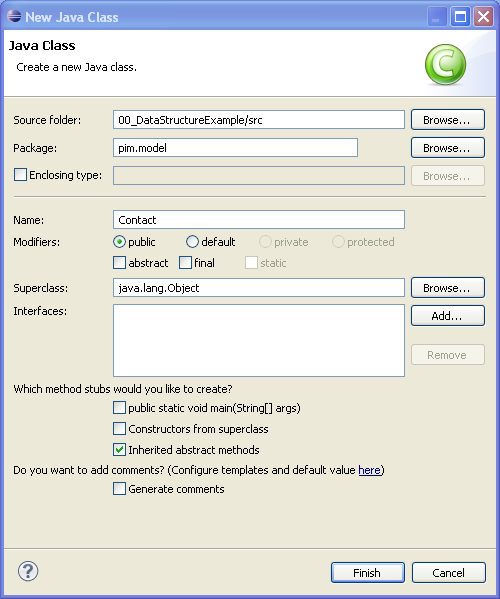 New Java Class
Java Class
Create a new Java class.
Source folder: 00_DataStructureExample/src Browse...
Package: pim.model Browse...
Enclosing type: Browse...
Name: Contact
Modifiers: public default private protected
abstract final static
Superclass: java.lang.Object Browse...
Interfaces: Add...
Remove
Which method stubs would you like to create?
public static void main(String[] args)
Constructors from superclass
Inherited abstract methods
Do you want to add comments? (Configure templates and default value here)
Generate comments
? Finish Cancel